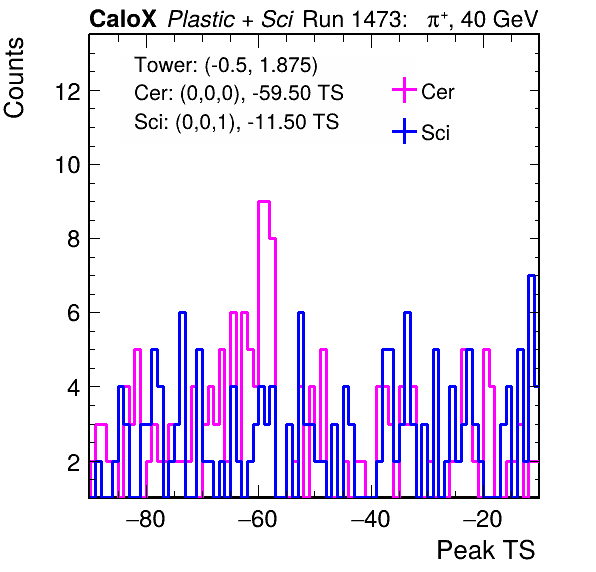 CaloX Plastic + Sci Run 1473: π⁺, 40 GeV
Counts
Tower: (-0.5, 1.875)
Cer: (0,0,0), -59.50 TS
Sci: (0,0,1), -11.50 TS
Cer
Sci
12
10
8
6
4
2
−80 −60 −40 −20
Peak TS